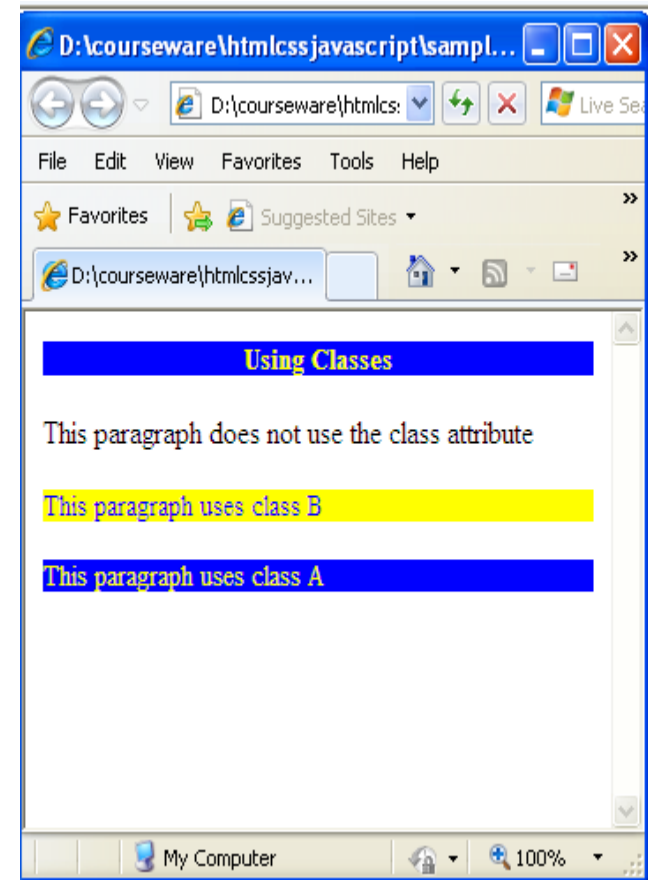 D:\courseware\htmlcssjavascript\sampl...
D:\courseware\htmlcs: Live Sea
File Edit View Favorites Tools Help
Favorites Suggested Sites »
D:\courseware\htmlcssjav... »
Using Classes
This paragraph does not use the class attribute
This paragraph uses class B
This paragraph uses class A
My Computer 100%